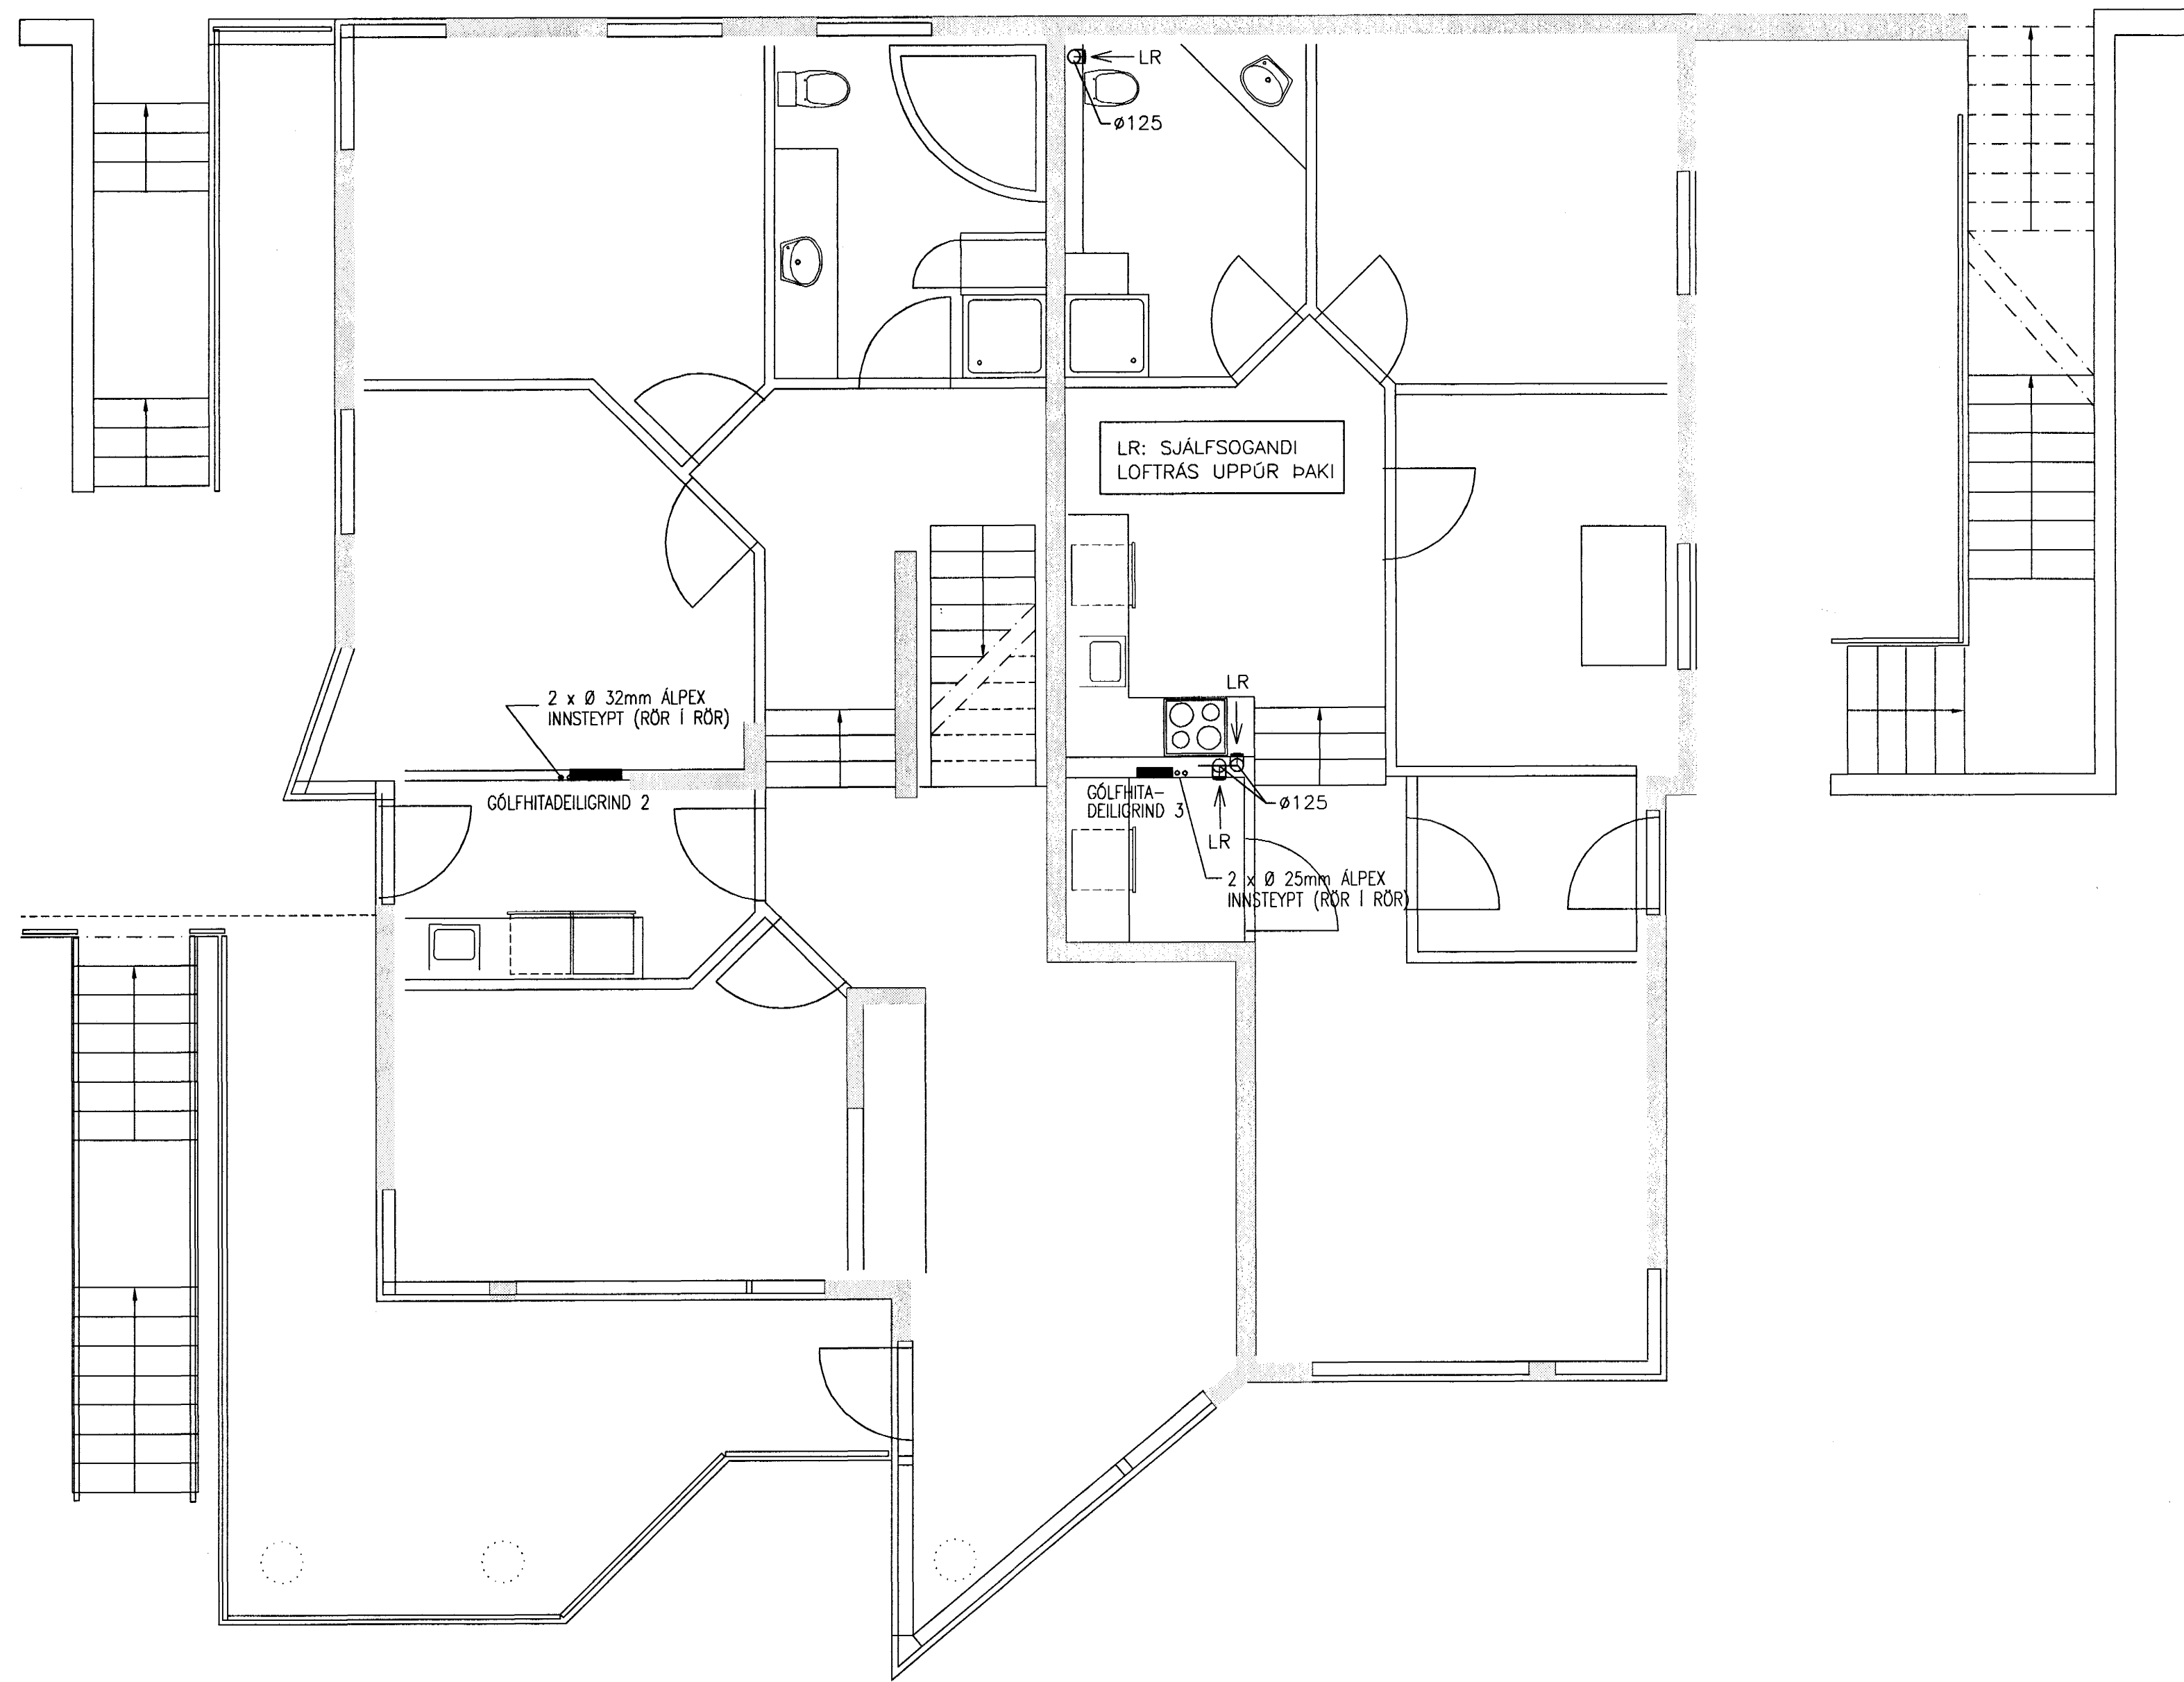 LR
ø125
LR: SJÁLFSOGANDI
LOFTRÁS UPPÚR ÞAKI
2 x Ø 32mm ÁLPEX
INNSTEYPT (RÖR Í RÖR)
GÓLFHITADEILIGRIND 2
LR
GÓLFHITA-
DEILIGRIND 3
ø125
LR
2 x Ø 25mm ÁLPEX
INNSTEYPT (RÖR Í RÖR)